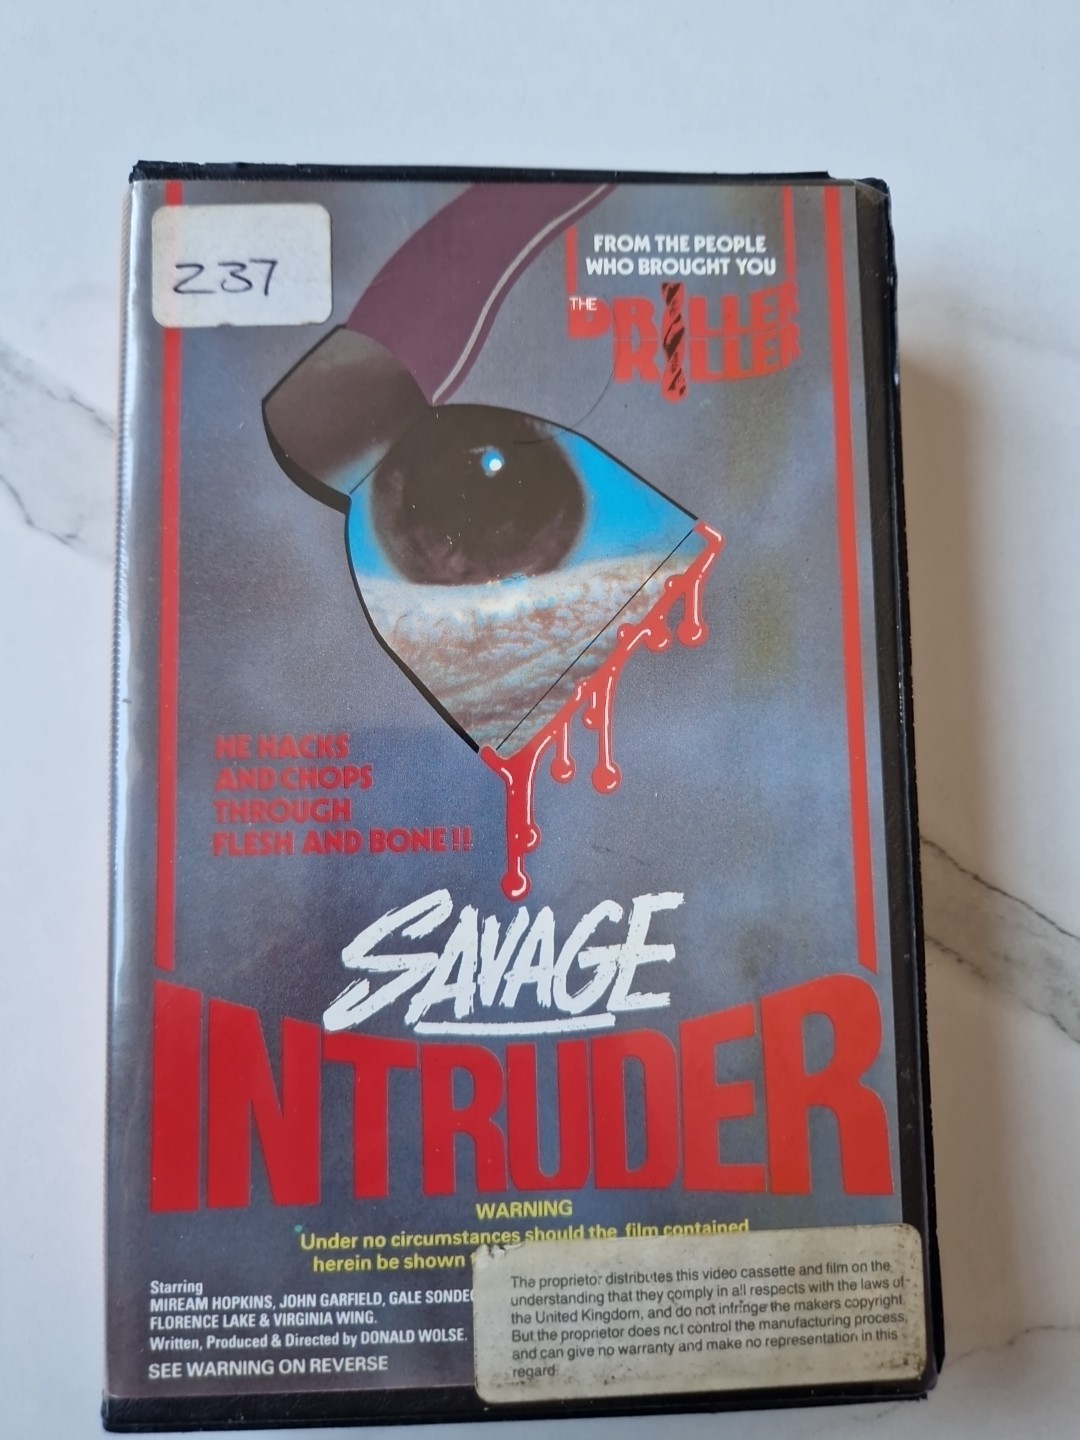 237
FROM THE PEOPLE
WHO BROUGHT YOU
THE
DRILLER
KILLER
HE HACKS
AND CHOPS
THROUGH
FLESH AND BONE!!
SAVAGE
INTRUDER
WARNING
Under no circumstances should the film contained
herein be shown
Starring
MIREAM HOPKINS, JOHN GARFIELD, GALE SONDE
FLORENCE LAKE & VIRGINIA WING.
Written, Produced & Directed by DONALD WOLSE.
SEE WARNING ON REVERSE
The proprietor distributes this video cassette and film on the
understanding that they comply in all respects with the laws of
the United Kingdom, and do not infringe the makers copyright.
But the proprietor does not control the manufacturing process,
and can give no warranty and make no representation in this
regard.